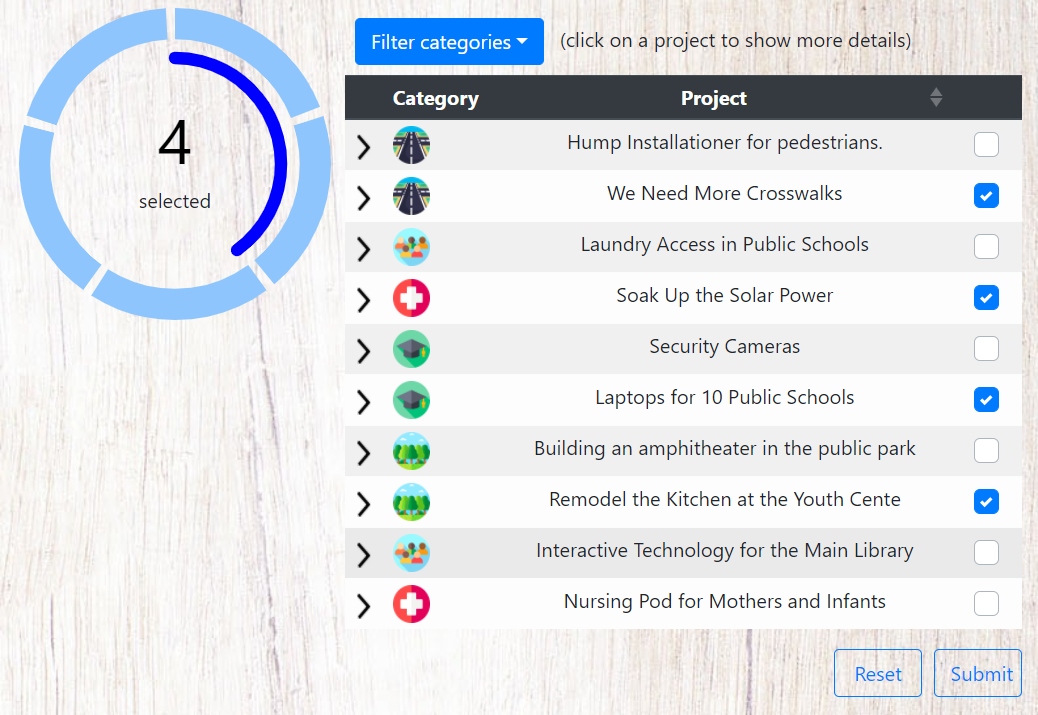 4
selected
Filter categories
(click on a project to show more details)
Category Project
Hump Installationer for pedestrians.
We Need More Crosswalks
Laundry Access in Public Schools
Soak Up the Solar Power
Security Cameras
Laptops for 10 Public Schools
Building an amphitheater in the public park
Remodel the Kitchen at the Youth Cente
Interactive Technology for the Main Library
Nursing Pod for Mothers and Infants
Reset Submit